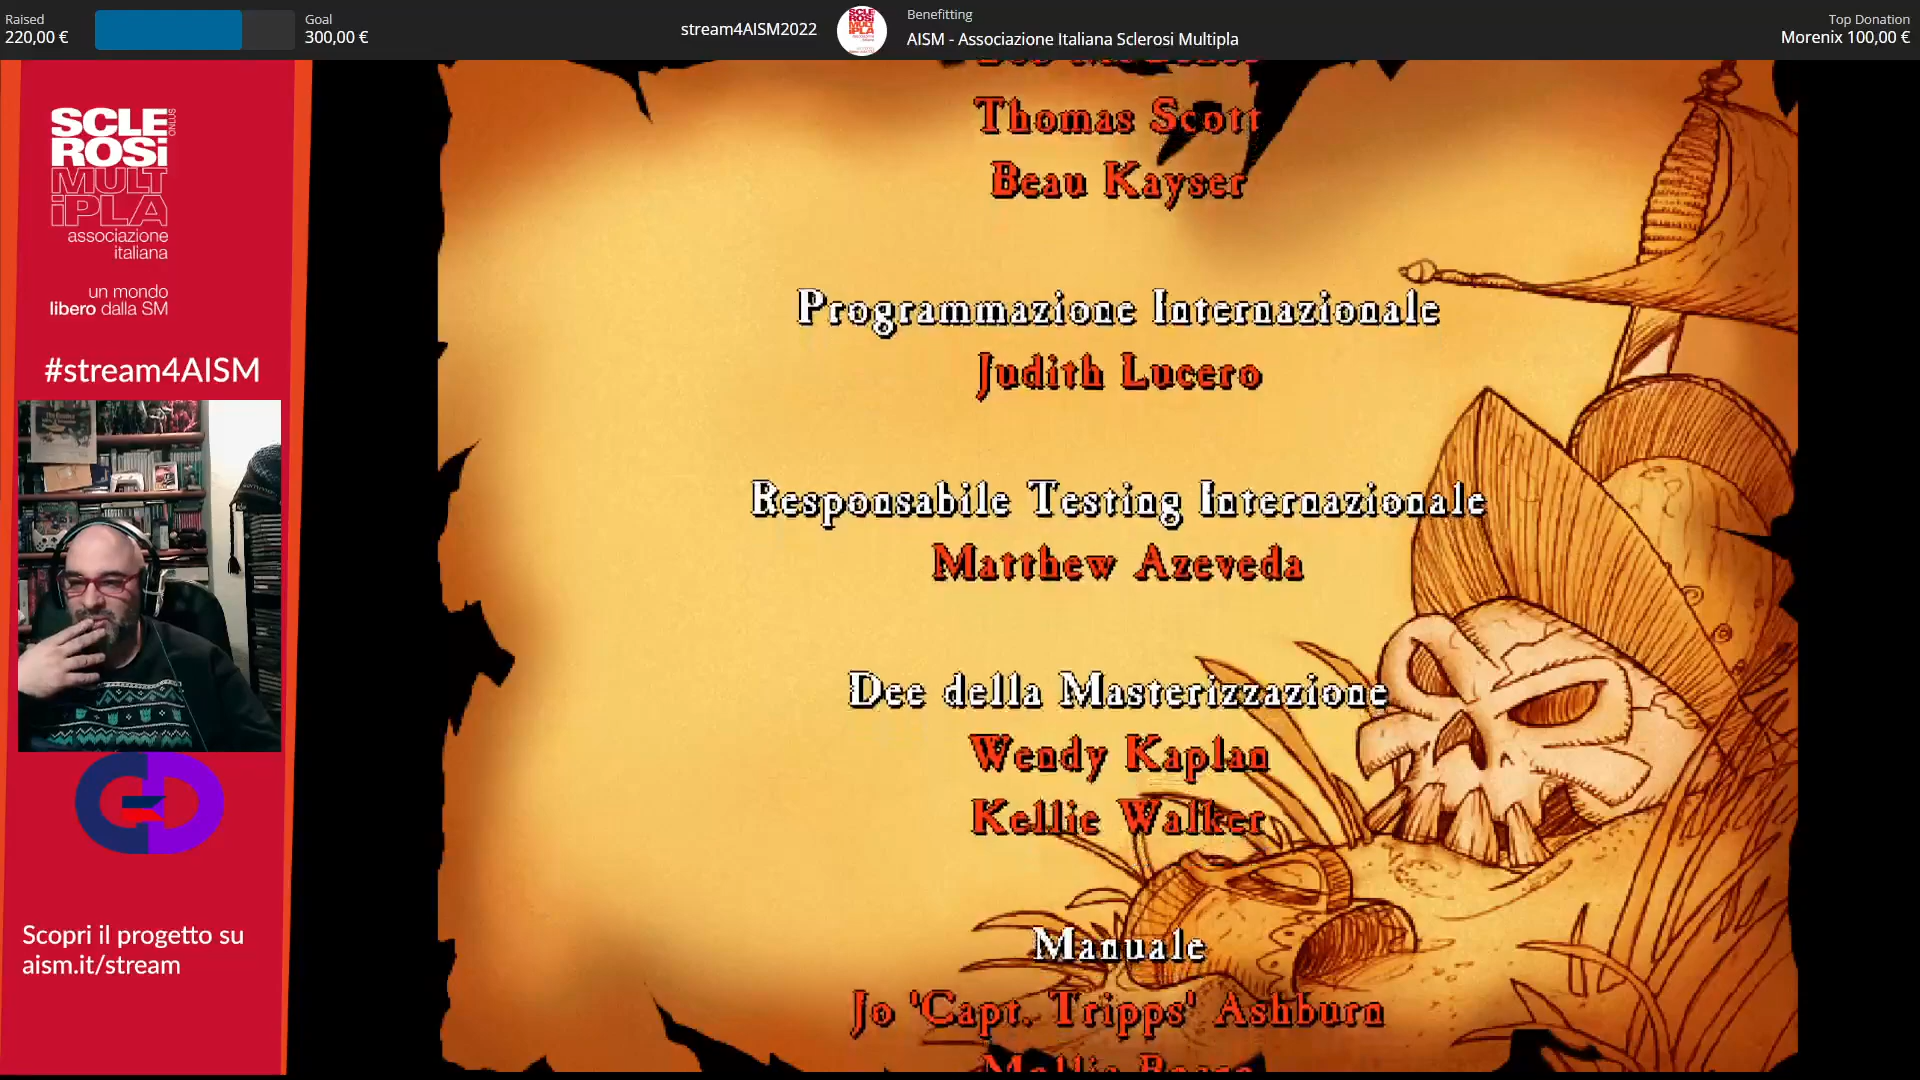 Raised
220,00 €
Goal
300,00 €
stream4AISM2022
Benefitting
AISM - Associazione Italiana Sclerosi Multipla
Top Donation
Morenix 100,00 €
SCLE
ROSi
MULT
iPLA
ONLUS
associazione
italiana
un mondo
libero dalla SM
#stream4AISM
Scopri il progetto su
aism.it/stream
Thomas Scott
Beau Kayser
Programmazione Internazionale
Judith Lucero
Responsabile Testing Internazionale
Matthew Azeveda
Dee della Masterizzazione
Wendy Kaplan
Kellie Walker
Manuale
Jo 'Capt. Tripps' Ashburn